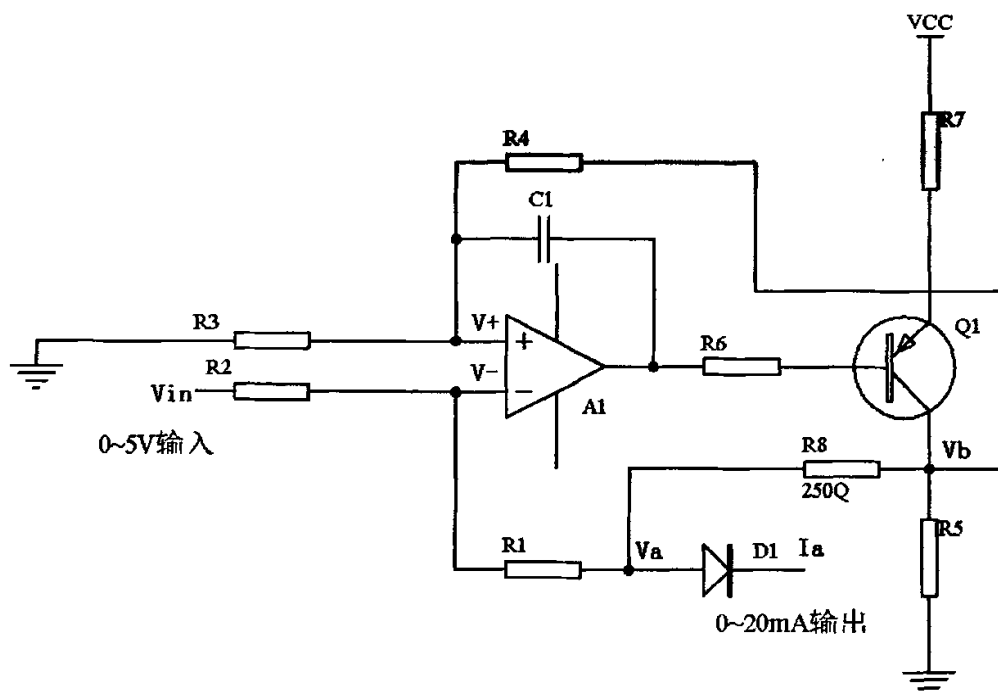 VCC
R7
R4
C1
R3
V+
Q1
R6
R2
V-
Vin
A1
0~5V输入
R8
Vb
250Q
R5
R1
Va
D1
Ia
0~20mA输出